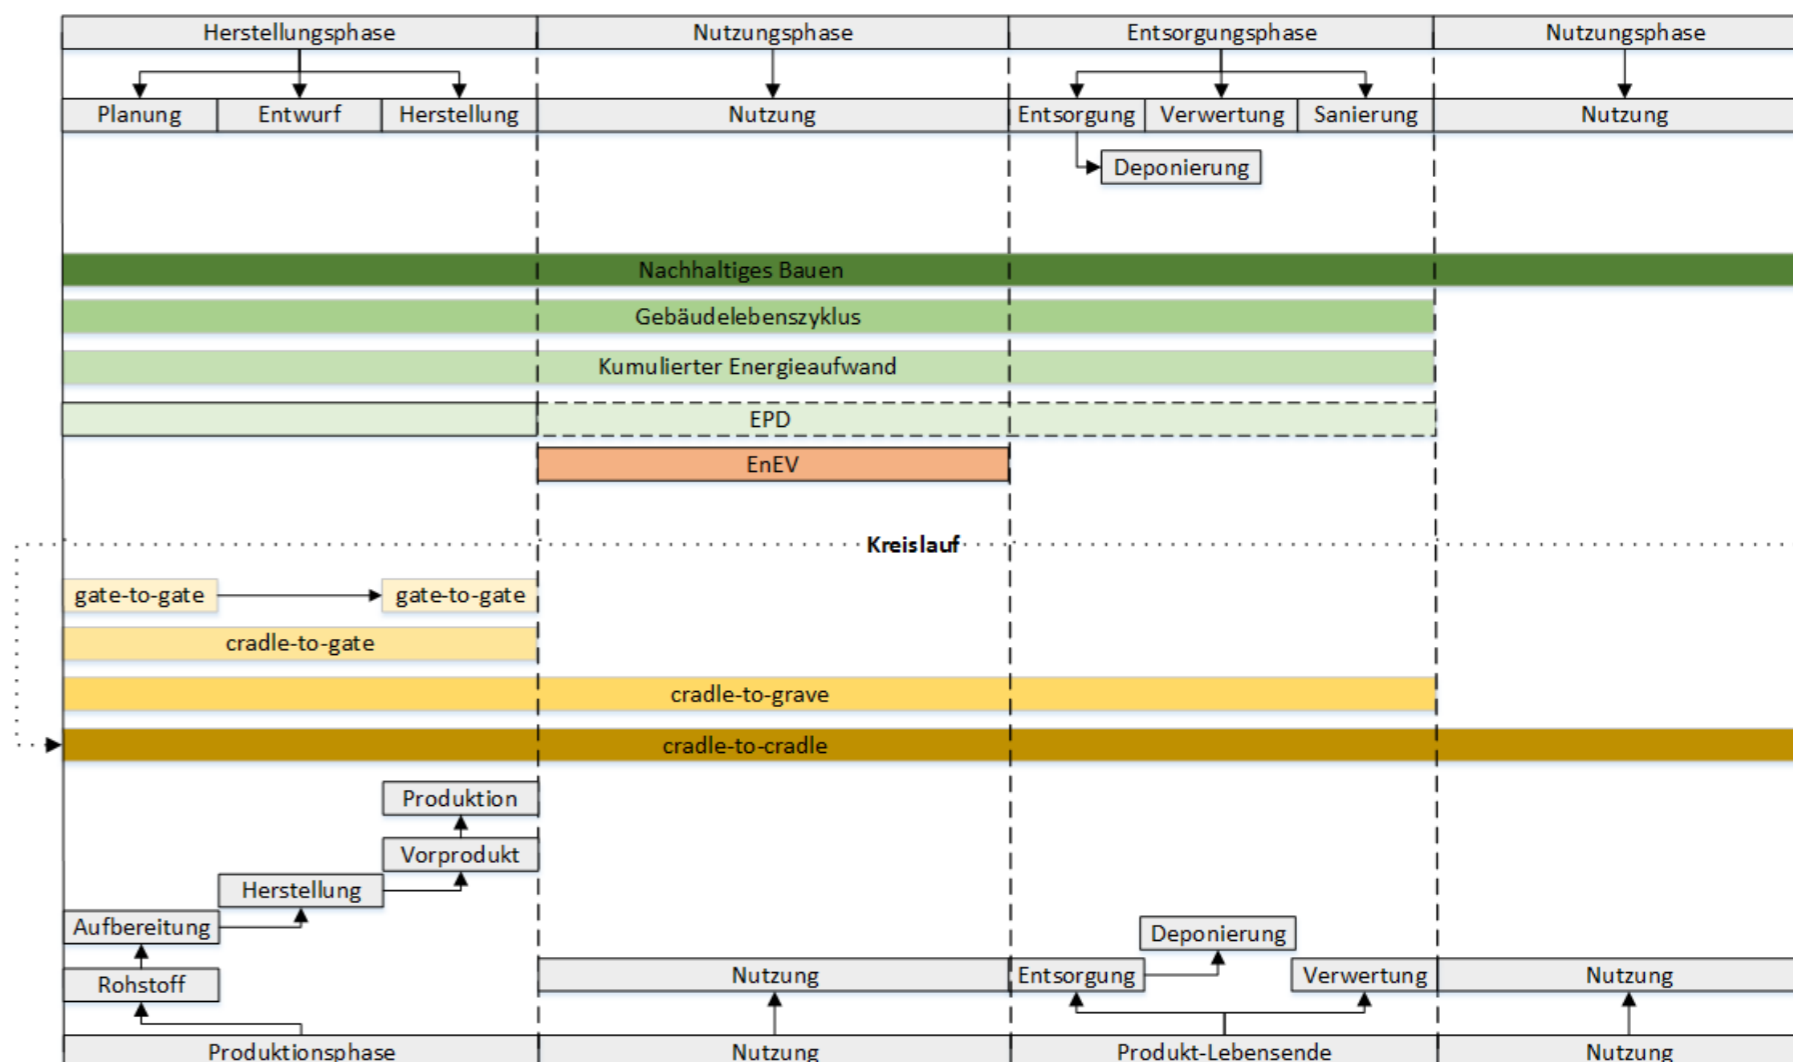 Herstellungsphase Nutzungsphase Entsorgungsphase Nutzungsphase
Planung Entwurf Herstellung Nutzung Entsorgung Verwertung Sanierung Nutzung
Deponierung
Nachhaltiges Bauen
Gebäudelebenszyklus
Kumulierter Energieaufwand
EPD
EnEV
Kreislauf
gate-to-gate gate-to-gate
cradle-to-gate
cradle-to-grave
cradle-to-cradle
Produktion
Vorprodukt
Herstellung
Aufbereitung Deponierung
Rohstoff Nutzung Entsorgung Verwertung Nutzung
Produktionsphase Nutzung Produkt-Lebensende Nutzung